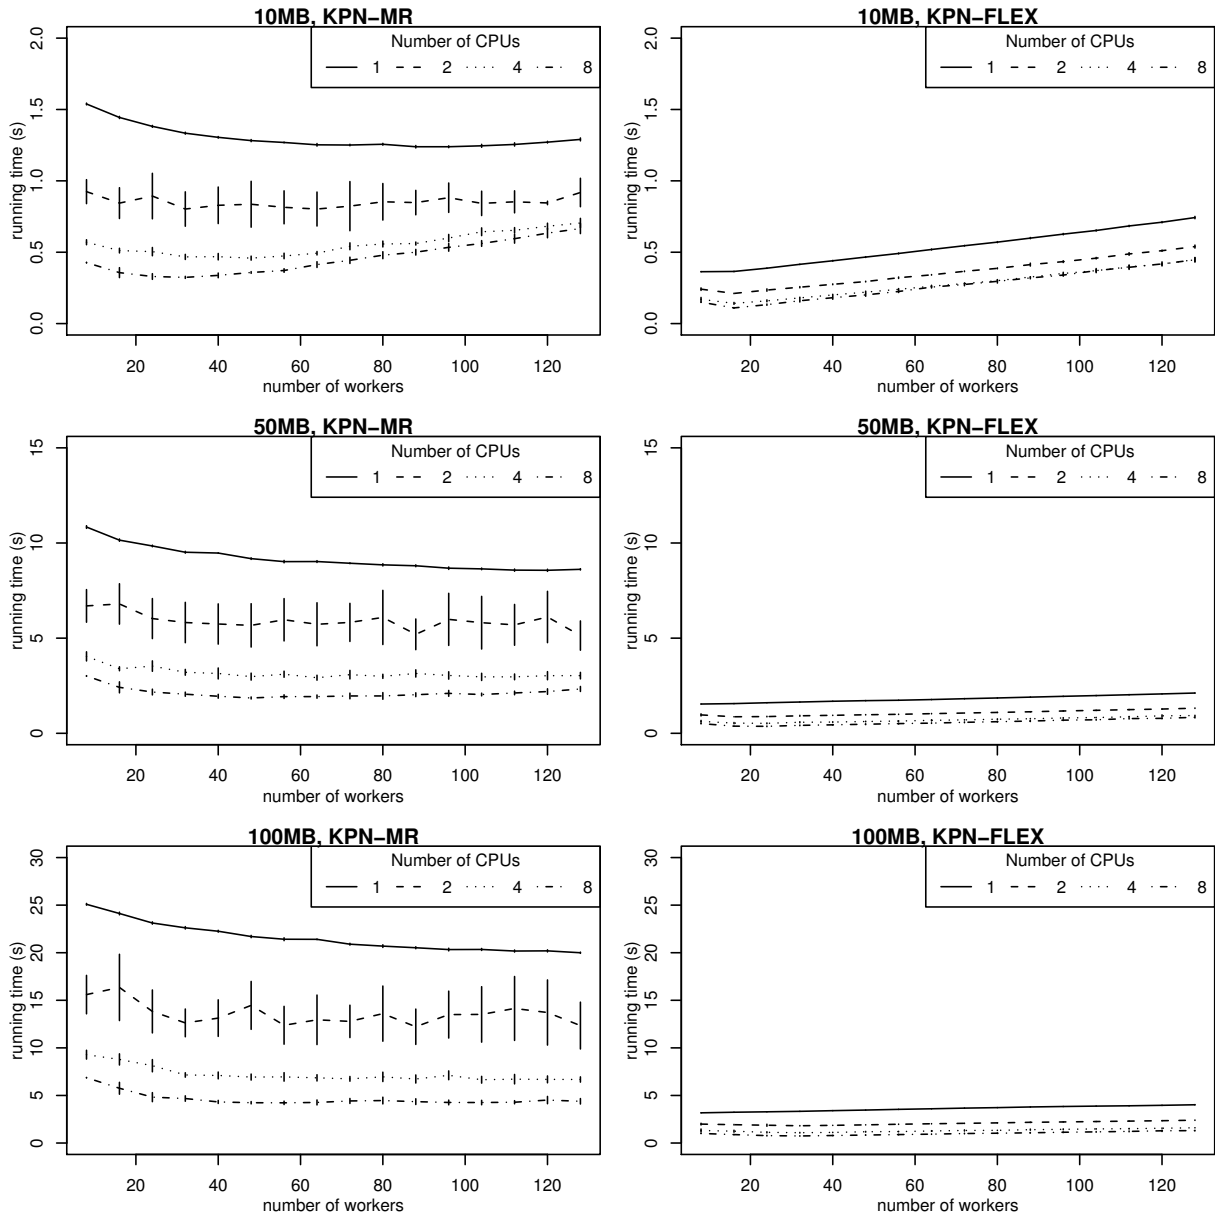 10MB, KPN−MR
Number of CPUs
1 2 4 8
running time (s)
0.0 0.5 1.0 1.5 2.0
20 40 60 80 100 120
number of workers
10MB, KPN−FLEX
Number of CPUs
1 2 4 8
running time (s)
0.0 0.5 1.0 1.5 2.0
20 40 60 80 100 120
number of workers
50MB, KPN−MR
Number of CPUs
1 2 4 8
running time (s)
0 5 10 15
20 40 60 80 100 120
number of workers
50MB, KPN−FLEX
Number of CPUs
1 2 4 8
running time (s)
0 5 10 15
20 40 60 80 100 120
number of workers
100MB, KPN−MR
Number of CPUs
1 2 4 8
running time (s)
0 5 10 15 20 25 30
20 40 60 80 100 120
number of workers
100MB, KPN−FLEX
Number of CPUs
1 2 4 8
running time (s)
0 5 10 15 20 25 30
20 40 60 80 100 120
number of workers